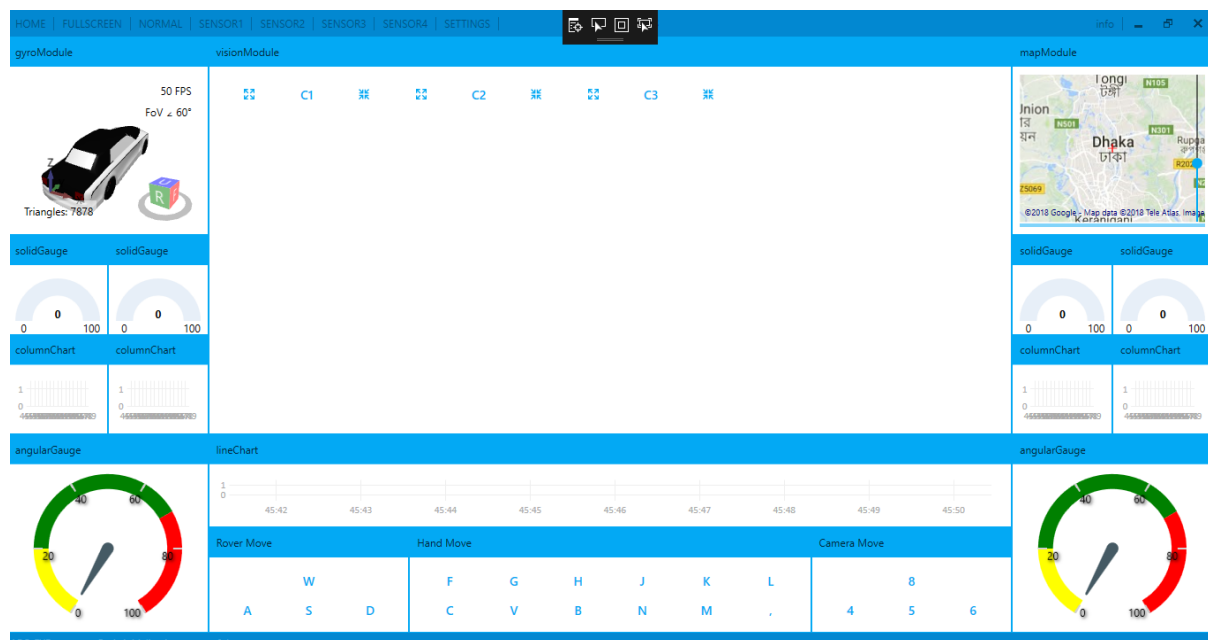 HOME | FULLSCREEN | NORMAL | SENSOR1 | SENSOR2 | SENSOR3 | SENSOR4 | SETTINGS |
info
gyroModule
visionModule
mapModule
50 FPS
FoV ∠ 60°
Z
U
R
Triangles: 7878
C1 C2 C3
Tongi
টঙ্গী
N105
Union
N501
N301
Dhaka
ঢাকা
Rupga
R202
Z5069
©2018 Google - Map data ©2018 Tele Atlas, Image
Keraniganj
solidGauge solidGauge
0 0
0 100 0 100
solidGauge solidGauge
0 0
0 100 0 100
columnChart columnChart
1 1
0 0
columnChart columnChart
1 1
0 0
angularGauge
0 20 40 60 80 100
lineChart
1
0
45:42 45:43 45:44 45:45 45:46 45:47 45:48 45:49 45:50
angularGauge
0 20 40 60 80 100
Rover Move
W
A S D
Hand Move
F G H J K L
C V B N M ,
Camera Move
8
4 5 6